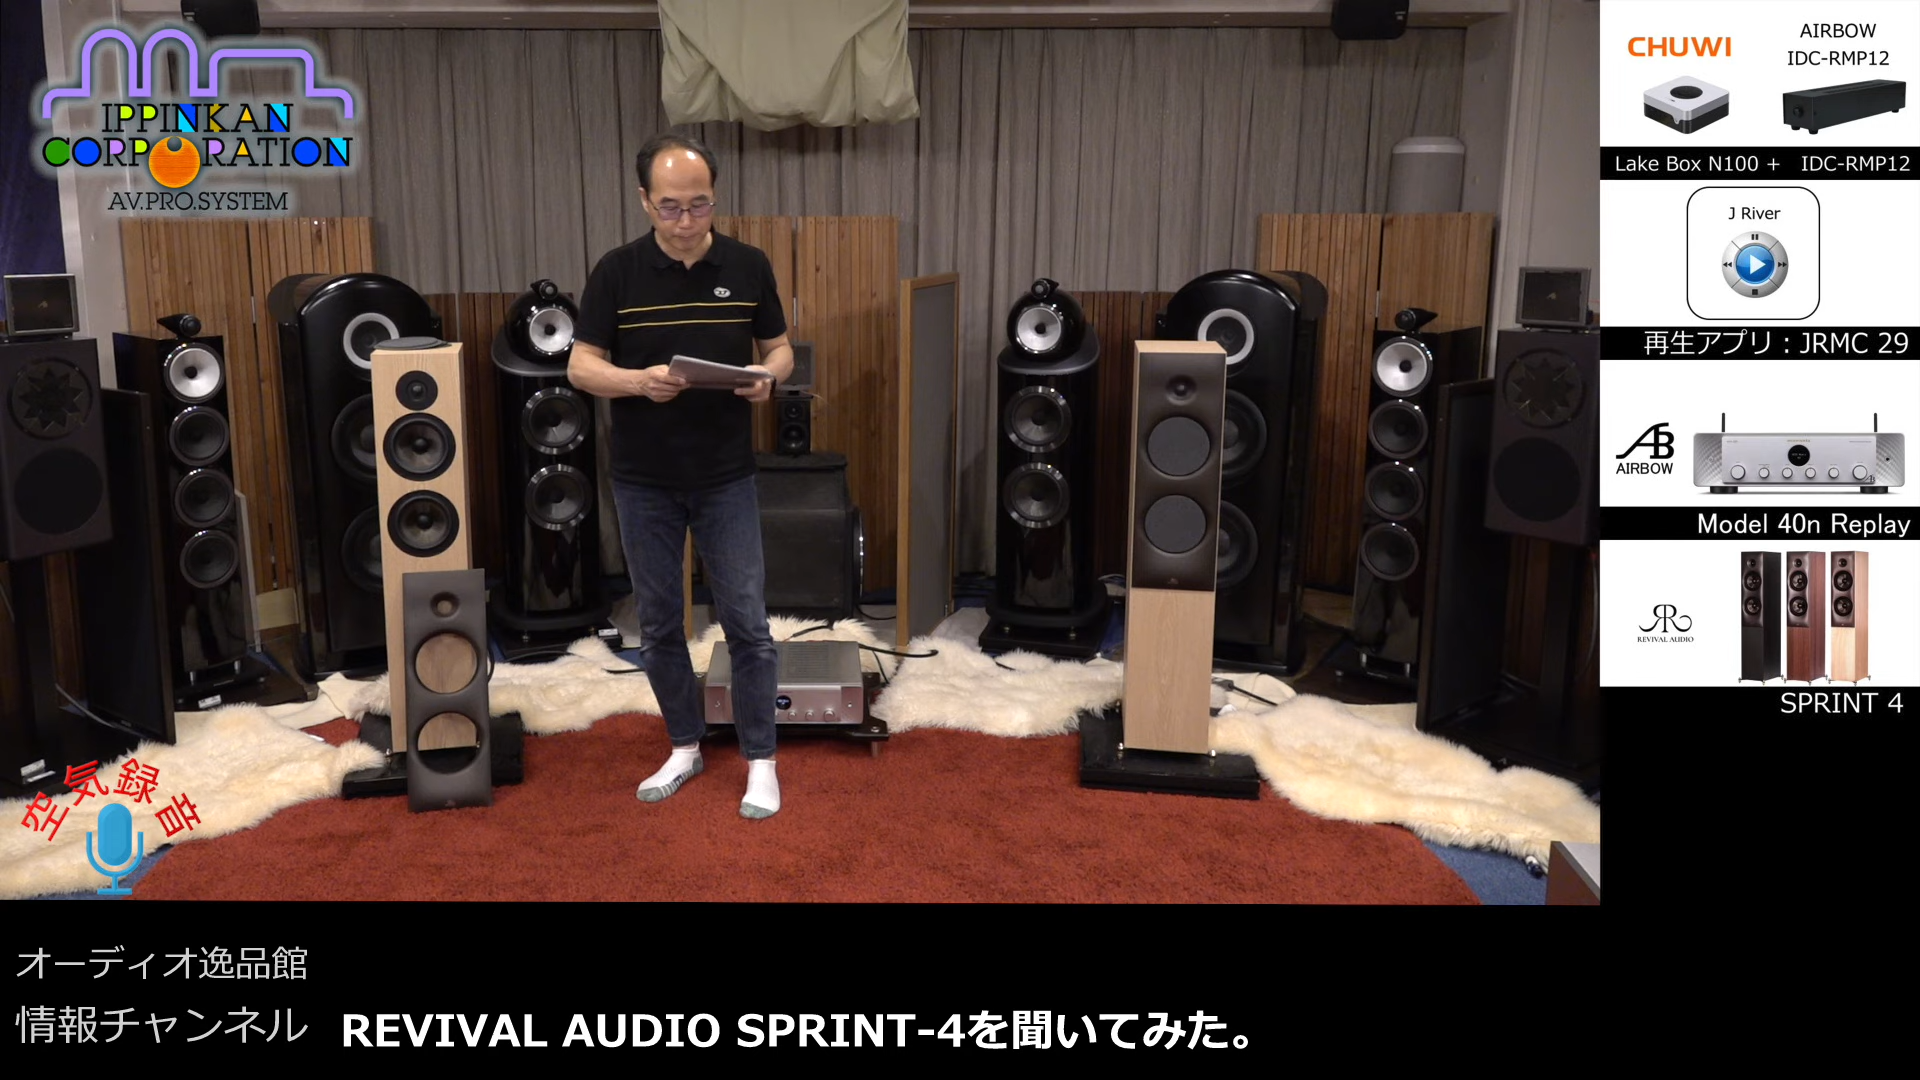 IPPINKAN
CORPORATION
AV.PRO.SYSTEM
空気録音
CHUWI
AIRBOW
IDC-RMP12
Lake Box N100 + IDC-RMP12
J River
再生アプリ：JRMC 29
AIRBOW
Model 40n Replay
REVIVAL AUDIO
SPRINT 4
オーディオ逸品館
情報チャンネル
REVIVAL AUDIO SPRINT-4を聞いてみた。